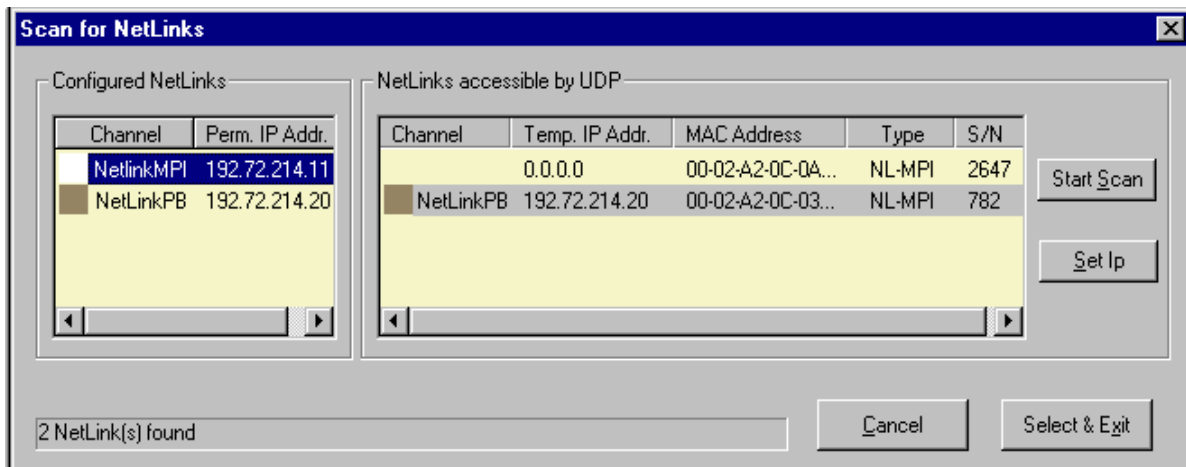 Scan for NetLinks
Configured NetLinks NetLinks accessible by UDP
Channel Perm. IP Addr. Channel Temp. IP Addr. MAC Address Type S/N
NetlinkMPI 192.72.214.11 0.0.0.0 00-02-A2-0C-0A... NL-MPI 2647
Start Scan
NetLinkPB 192.72.214.20 NetLinkPB 192.72.214.20 00-02-A2-0C-03... NL-MPI 782
Set Ip
2 NetLink(s) found Cancel Select & Exit